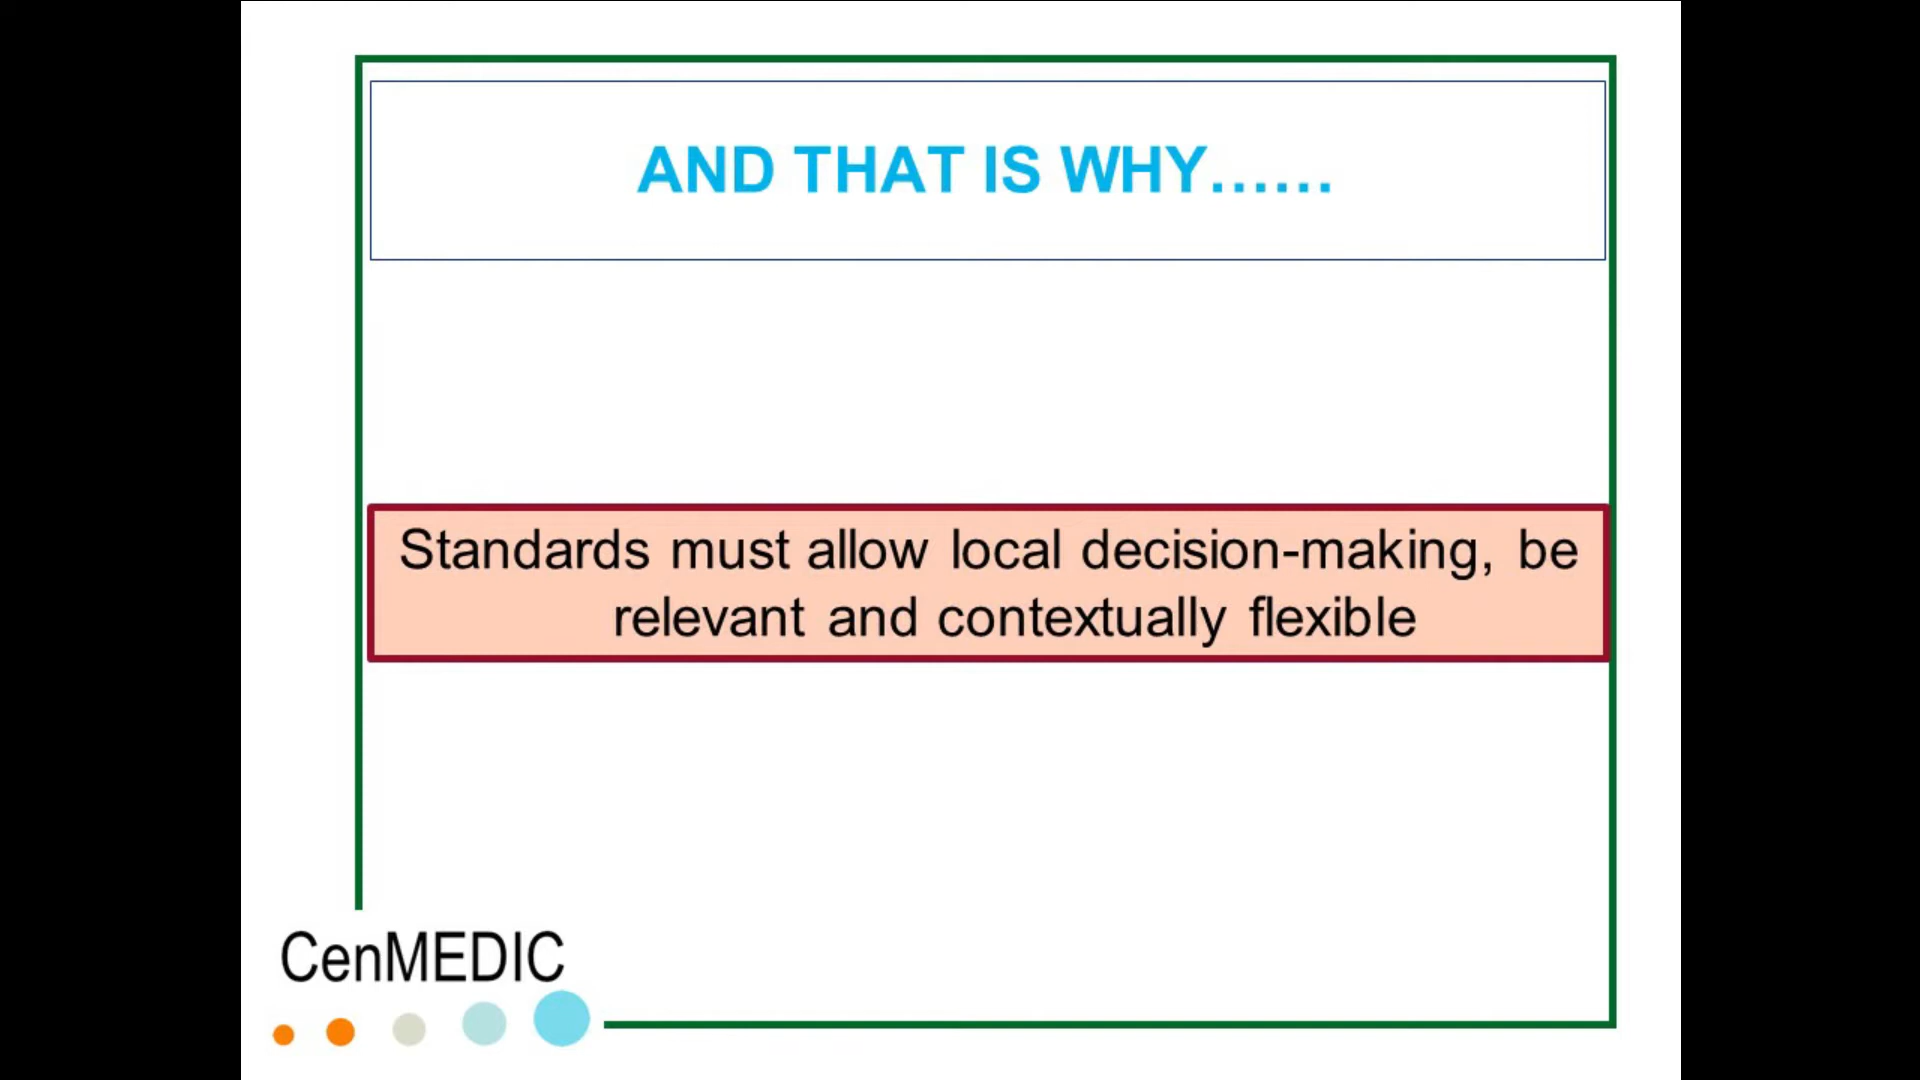 AND THAT IS WHY......
Standards must allow local decision-making, be
relevant and contextually flexible
CenMEDIC